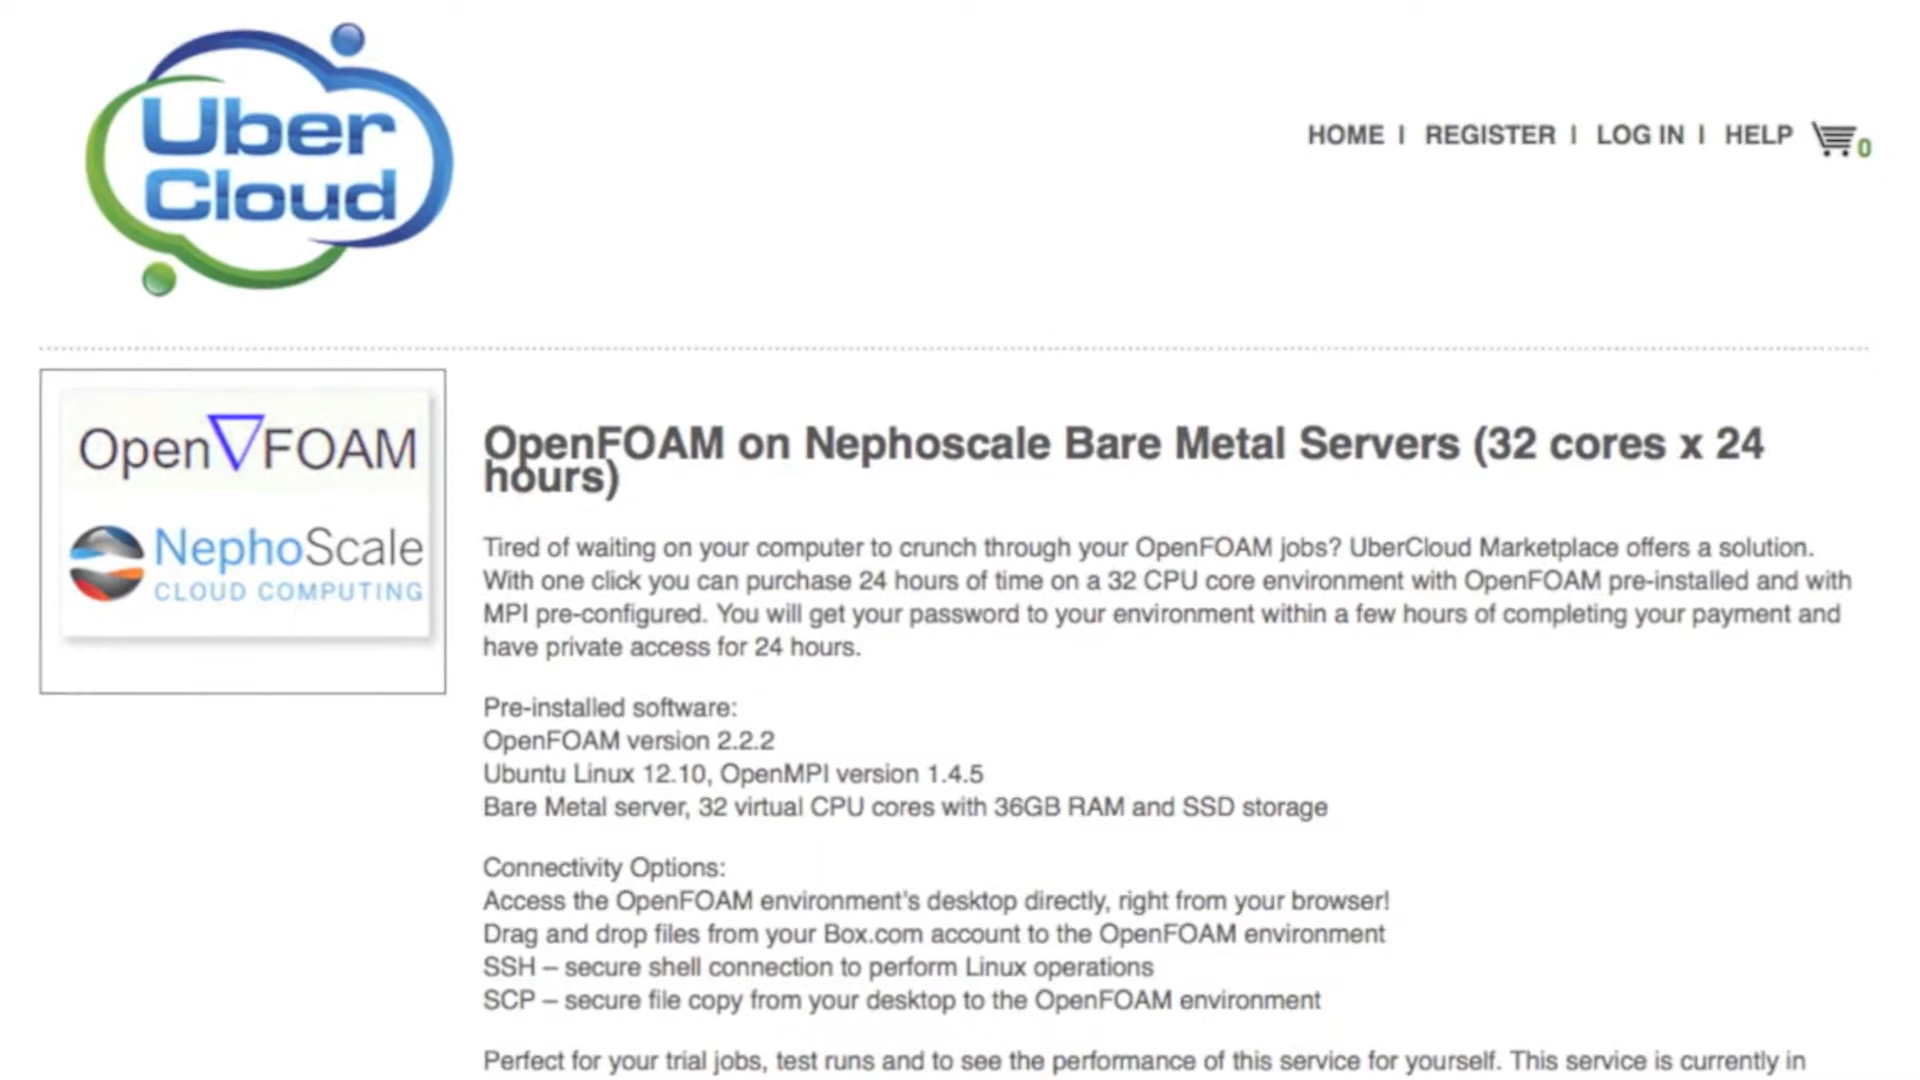 Uber
Cloud
HOME I REGISTER I LOG IN I HELP 0
OpenFOAM
NephoScale
CLOUD COMPUTING
OpenFOAM on Nephoscale Bare Metal Servers (32 cores x 24
hours)
Tired of waiting on your computer to crunch through your OpenFOAM jobs? UberCloud Marketplace offers a solution.
With one click you can purchase 24 hours of time on a 32 CPU core environment with OpenFOAM pre-installed and with
MPI pre-configured. You will get your password to your environment within a few hours of completing your payment and
have private access for 24 hours.
Pre-installed software:
OpenFOAM version 2.2.2
Ubuntu Linux 12.10, OpenMPI version 1.4.5
Bare Metal server, 32 virtual CPU cores with 36GB RAM and SSD storage
Connectivity Options:
Access the OpenFOAM environment's desktop directly, right from your browser!
Drag and drop files from your Box.com account to the OpenFOAM environment
SSH – secure shell connection to perform Linux operations
SCP – secure file copy from your desktop to the OpenFOAM environment
Perfect for your trial jobs, test runs and to see the performance of this service for yourself. This service is currently in